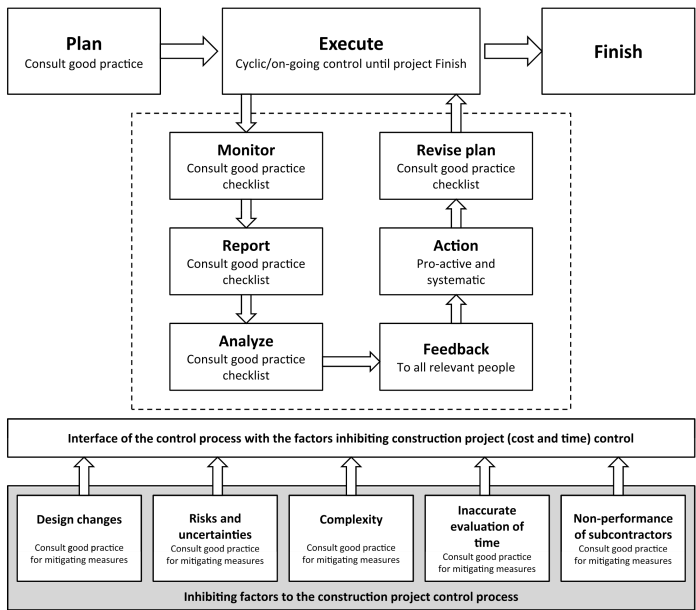 Plan
Consult good practice
Execute
Cyclic/on-going control until project Finish
Finish
Monitor
Consult good practice
checklist
Report
Consult good practice
checklist
Analyze
Consult good practice
checklist
Feedback
To all relevant people
Action
Pro-active and
systematic
Revise plan
Consult good practice
checklist
Interface of the control process with the factors inhibiting construction project (cost and time) control
Design changes
Consult good practice
for mitigating measures
Risks and
uncertainties
Consult good practice
for mitigating measures
Complexity
Consult good practice
for mitigating measures
Inaccurate
evaluation of
time
Consult good practice
for mitigating measures
Non-performance
of subcontractors
Consult good practice
for mitigating measures
Inhibiting factors to the construction project control process